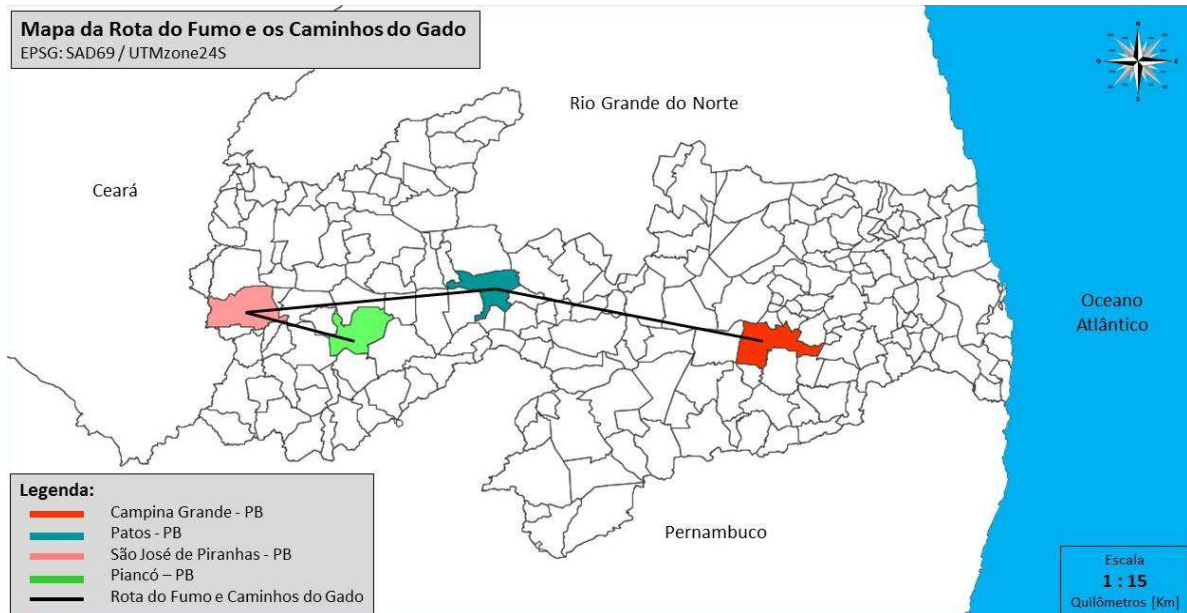 Mapa da Rota do Fumo e os Caminhos do Gado
EPSG: SAD69 / UTMzone24S
Rio Grande do Norte
Ceará
Oceano
Atlântico
Pernambuco
Legenda:
Campina Grande - PB
Patos - PB
São José de Piranhas - PB
Piancó – PB
Rota do Fumo e Caminhos do Gado
Escala
1 : 15
Quilômetros [Km]
N
O
E
S